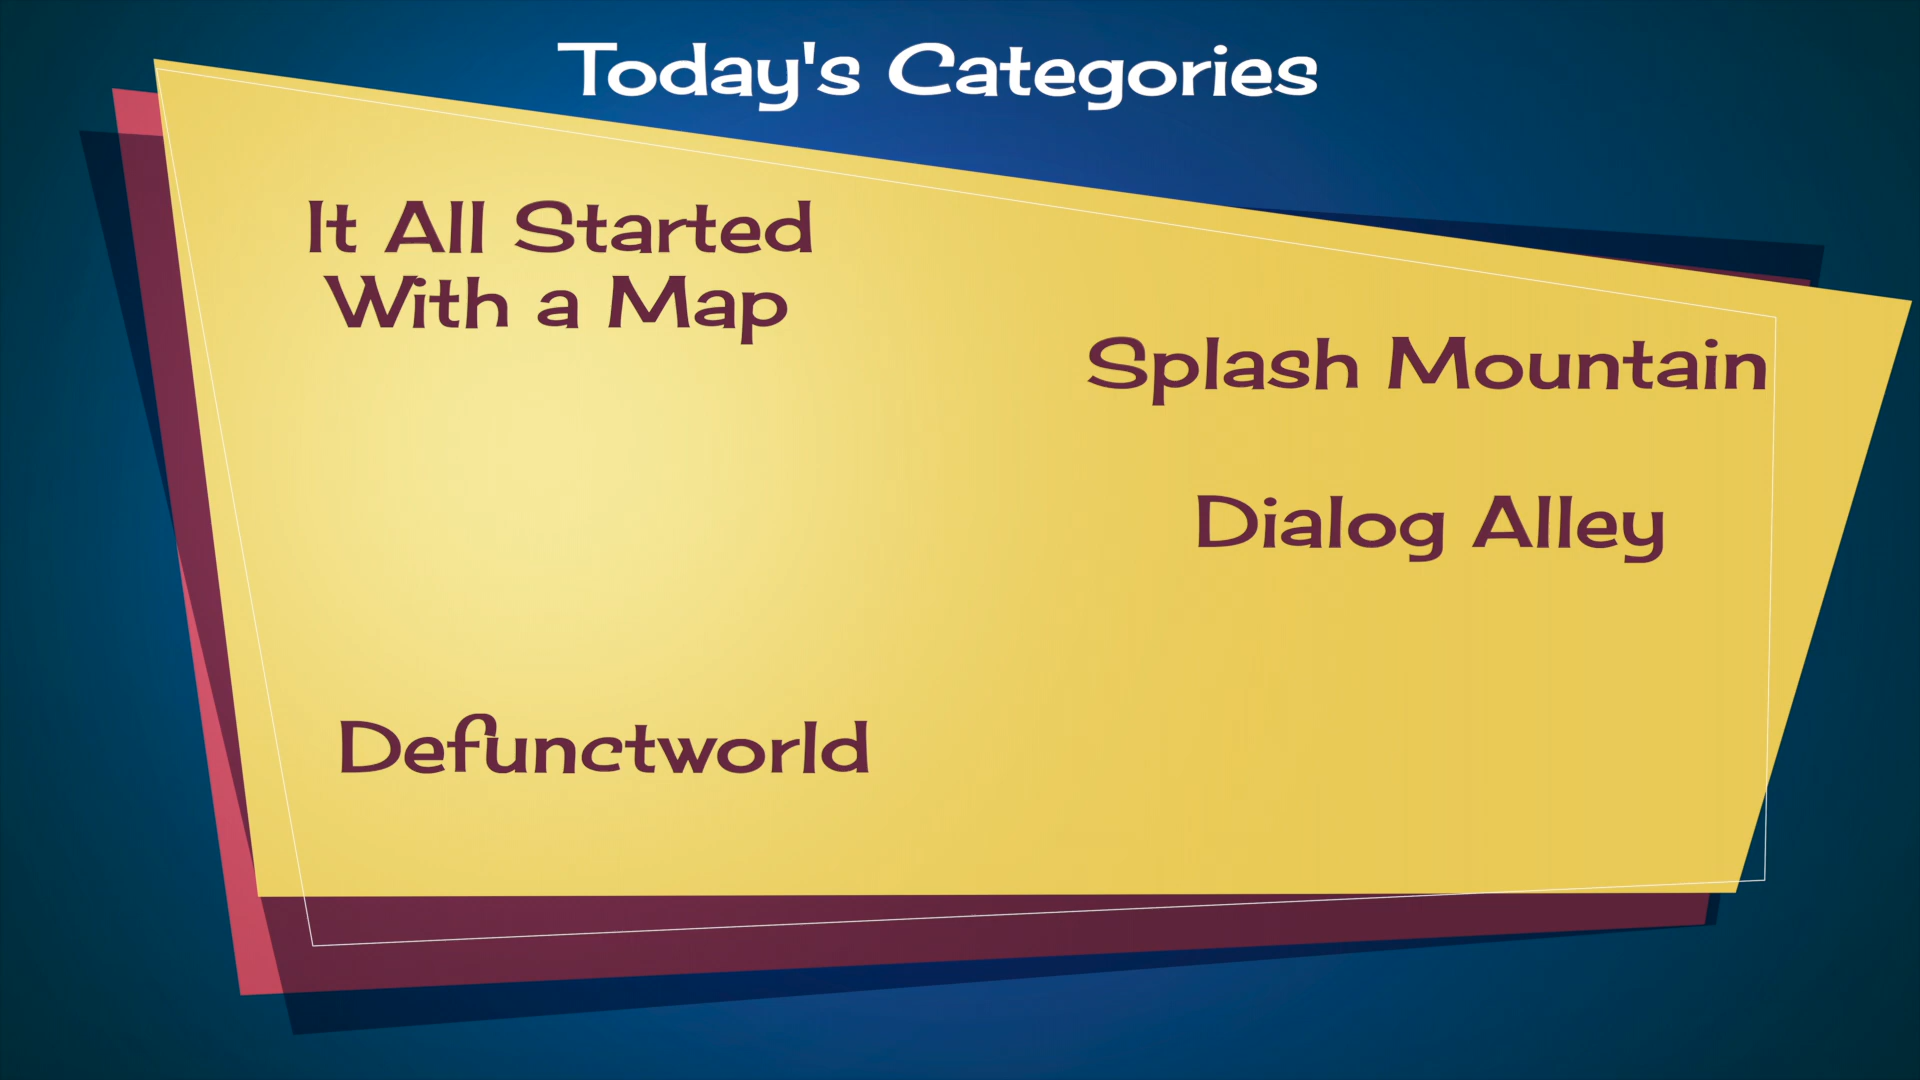 Today's Categories
It All Started
With a Map
Splash Mountain
Dialog Alley
Defunctworld